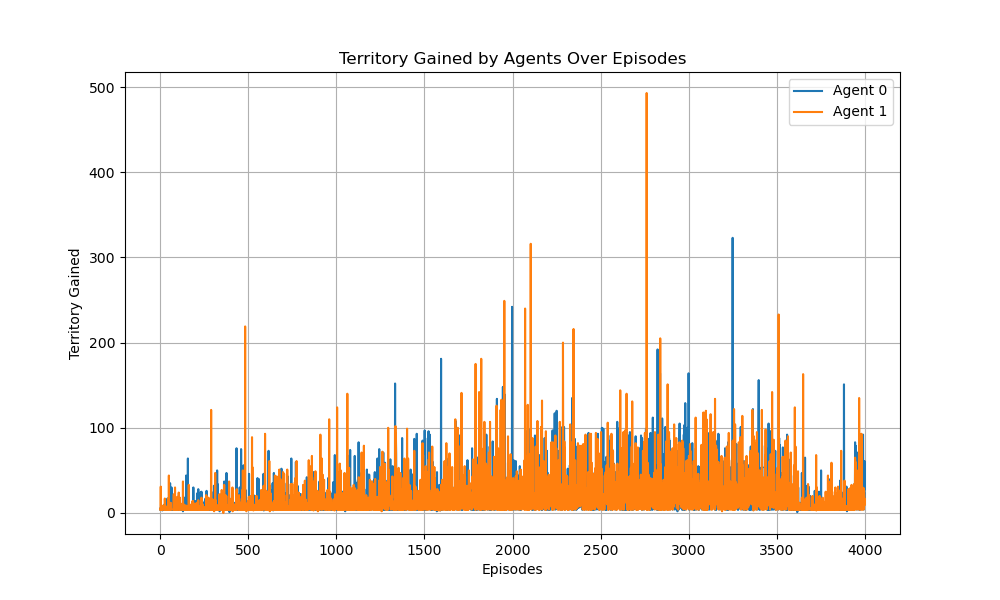 Territory Gained by Agents Over Episodes
Agent 0
Agent 1
Territory Gained
500
400
300
200
100
0
0 500 1000 1500 2000 2500 3000 3500 4000
Episodes